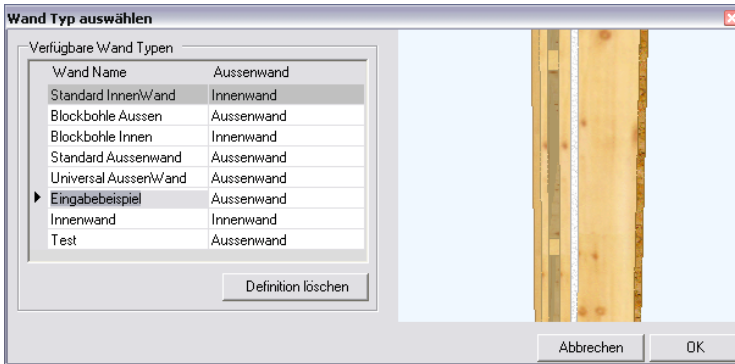 Wand Typ auswählen
Verfügbare Wand Typen
Wand Name Aussenwand
Standard InnenWand Innenwand
Blockbohle Aussen Aussenwand
Blockbohle Innen Innenwand
Standard Aussenwand Aussenwand
Universal AussenWand Aussenwand
Eingabebeispiel Aussenwand
Innenwand Innenwand
Test Aussenwand
Definition löschen
Abbrechen OK